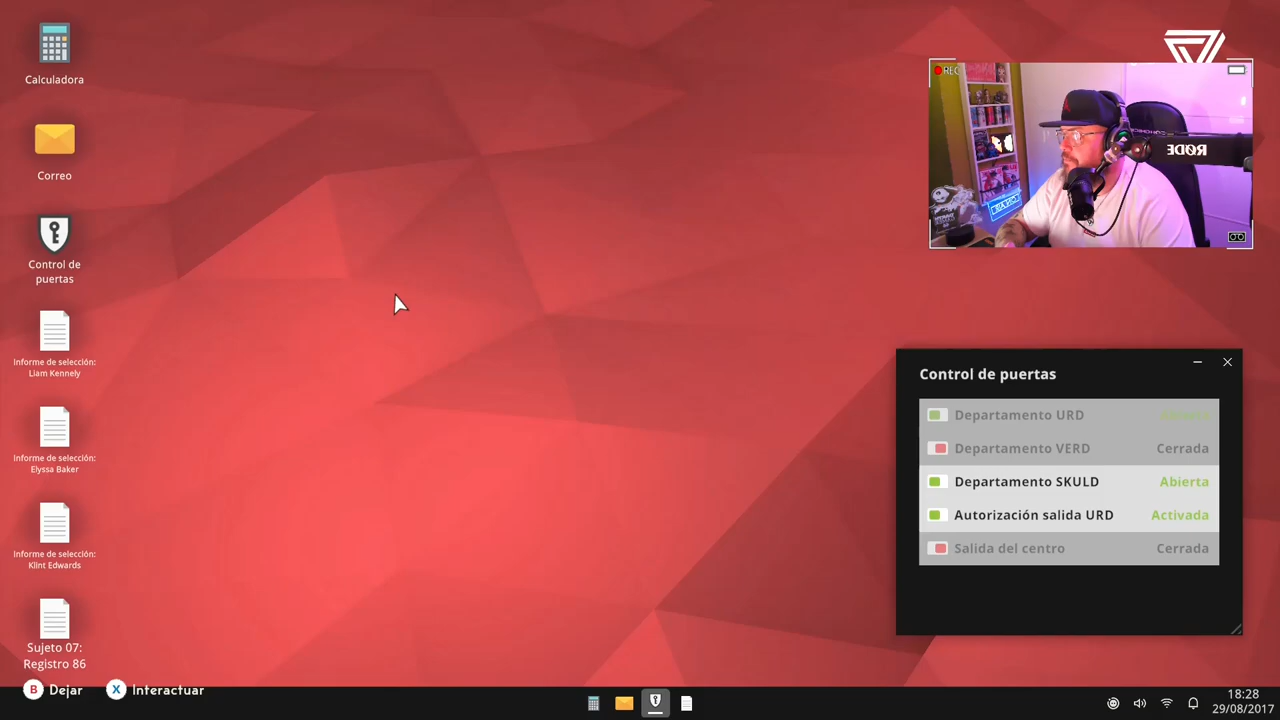 Calculadora
Correo
Control de
puertas
Informe de selección:
Liam Kennely
Informe de selección:
Elyssa Baker
Informe de selección:
Klint Edwards
Sujeto 07:
Registro 86
B Dejar X Interactuar
REC
RØDE
Control de puertas
Departamento URD
Departamento VERD Cerrada
Departamento SKULD Abierta
Autorización salida URD Activada
Salida del centro Cerrada
18:28
29/08/2017